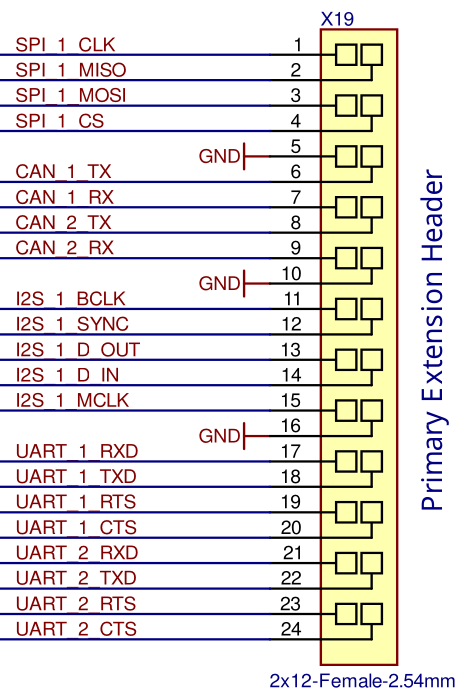 X19
SPI_1_CLK 1
SPI_1_MISO 2
SPI_1_MOSI 3
SPI_1_CS 4
GND 5
CAN_1_TX 6
CAN_1_RX 7
CAN_2_TX 8
CAN_2_RX 9
GND 10
I2S_1_BCLK 11
I2S_1_SYNC 12
I2S_1_D_OUT 13
I2S_1_D_IN 14
I2S_1_MCLK 15
GND 16
UART_1_RXD 17
UART_1_TXD 18
UART_1_RTS 19
UART_1_CTS 20
UART_2_RXD 21
UART_2_TXD 22
UART_2_RTS 23
UART_2_CTS 24
Primary Extension Header
2x12-Female-2.54mm